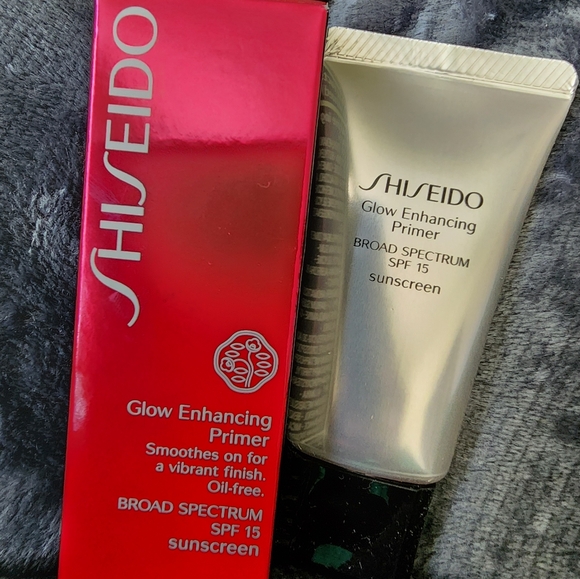 SHISEIDO
Glow Enhancing
Primer
Smoothes on for
a vibrant finish.
Oil-free.
BROAD SPECTRUM
SPF 15
sunscreen
SHISEIDO
Glow Enhancing
Primer
BROAD SPECTRUM
SPF 15
sunscreen